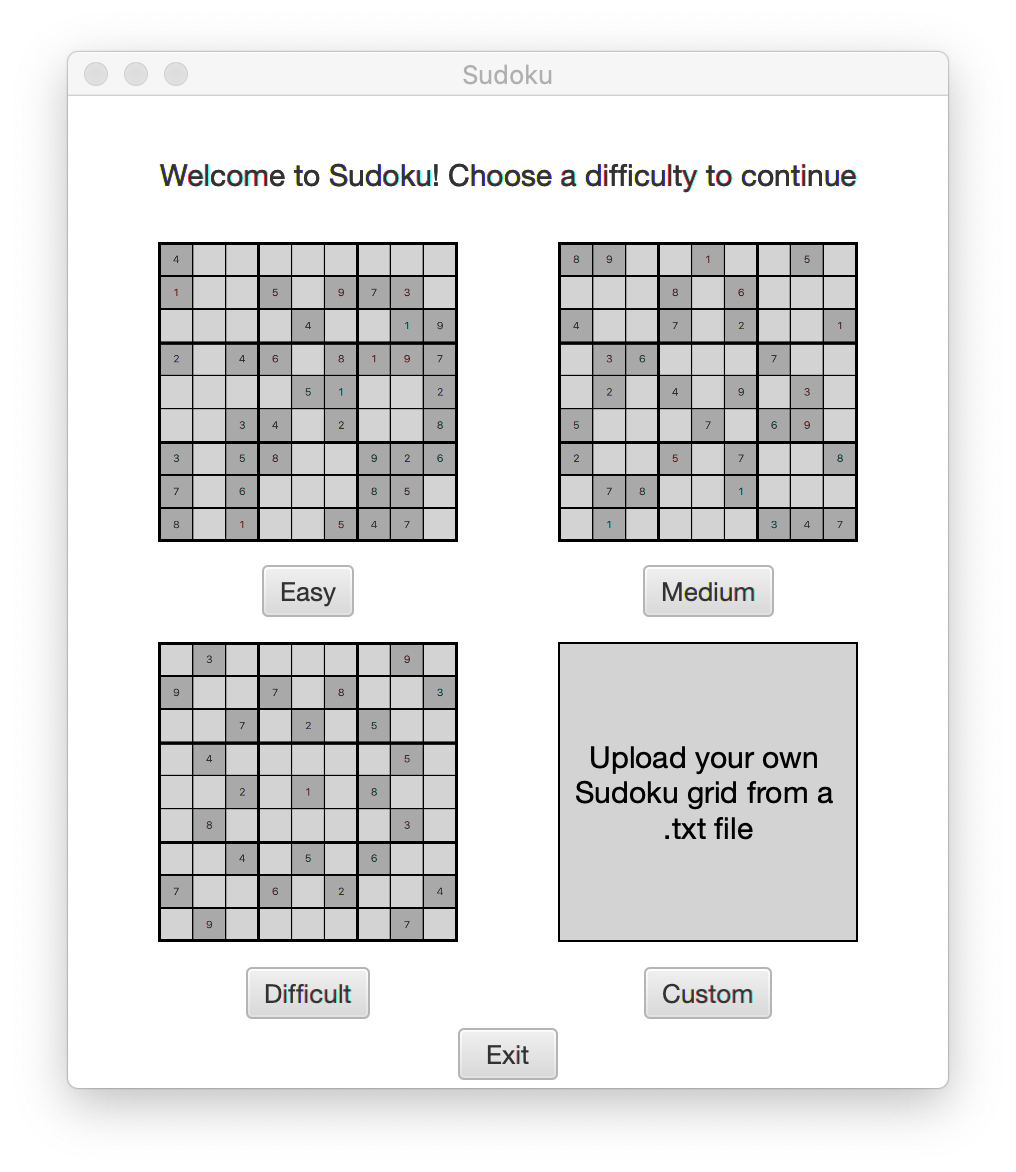 Sudoku
Welcome to Sudoku! Choose a difficulty to continue
4
1 5 9 7 3
4 1 9
2 4 6 8 1 9 7
5 1 2
3 4 2 8
3 5 8 9 2 6
7 6 8 5
8 1 5 4 7
Easy
8 9 1 5
8 6
4 7 2 1
3 6 7
2 4 9 3
5 7 6 9
2 5 7 8
7 8 1
1 3 4 7
Medium
3 9
9 7 8 3
7 2 5
4 5
2 1 8
8 3
4 5 6
7 6 2 4
9 7
Difficult
Upload your own
Sudoku grid from a
.txt file
Custom
Exit